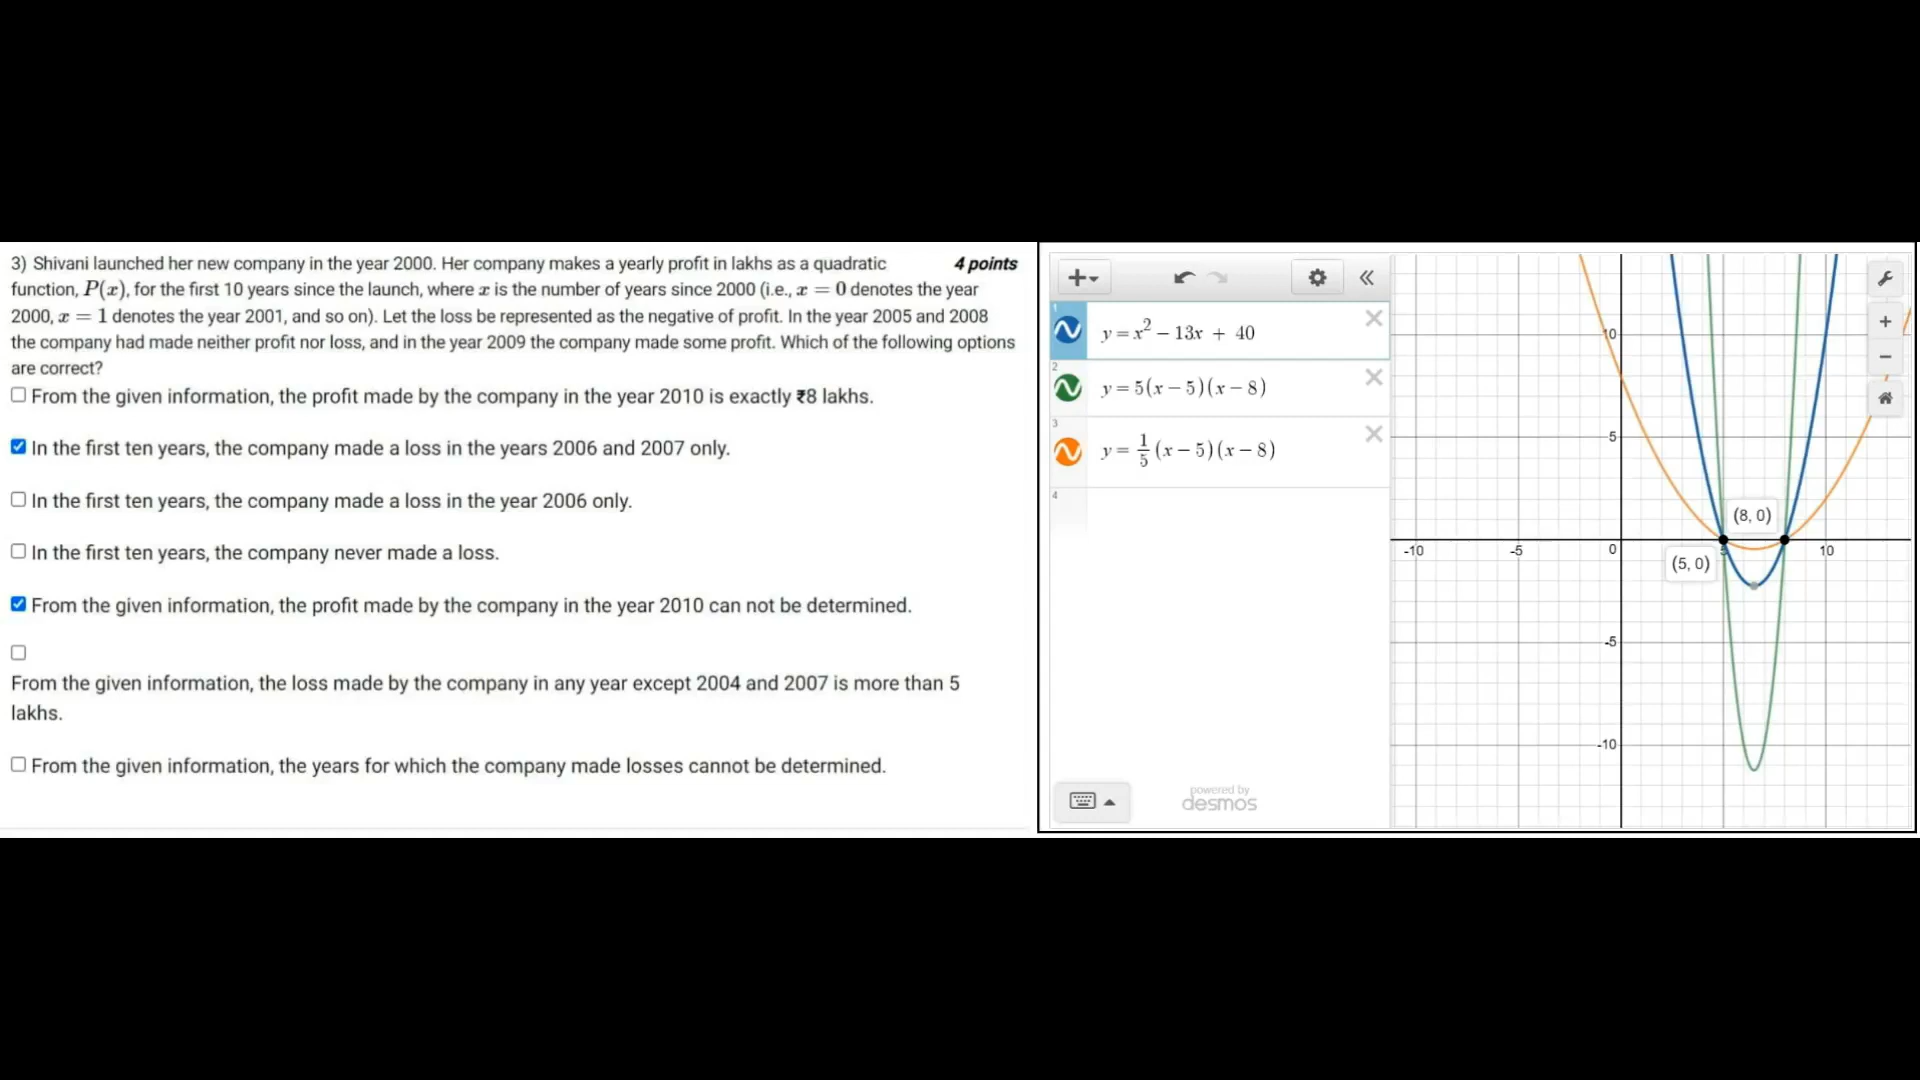 3) Shivani launched her new company in the year 2000. Her company makes a yearly profit in lakhs as a quadratic
4 points
function, P(x), for the first 10 years since the launch, where x is the number of years since 2000 (i.e., x = 0 denotes the year
2000, x = 1 denotes the year 2001, and so on). Let the loss be represented as the negative of profit. In the year 2005 and 2008
the company had made neither profit nor loss, and in the year 2009 the company made some profit. Which of the following options
are correct?
From the given information, the profit made by the company in the year 2010 is exactly ₹8 lakhs.
In the first ten years, the company made a loss in the years 2006 and 2007 only.
In the first ten years, the company made a loss in the year 2006 only.
In the first ten years, the company never made a loss.
From the given information, the profit made by the company in the year 2010 can not be determined.
From the given information, the loss made by the company in any year except 2004 and 2007 is more than 5
lakhs.
From the given information, the years for which the company made losses cannot be determined.
1
y = x² − 13x + 40
2
y = 5(x − 5)(x − 8)
3
y = 1/5 (x − 5)(x − 8)
4
powered by
desmos
10
5
(8, 0)
-10 -5 0 5 10
(5, 0)
-5
-10